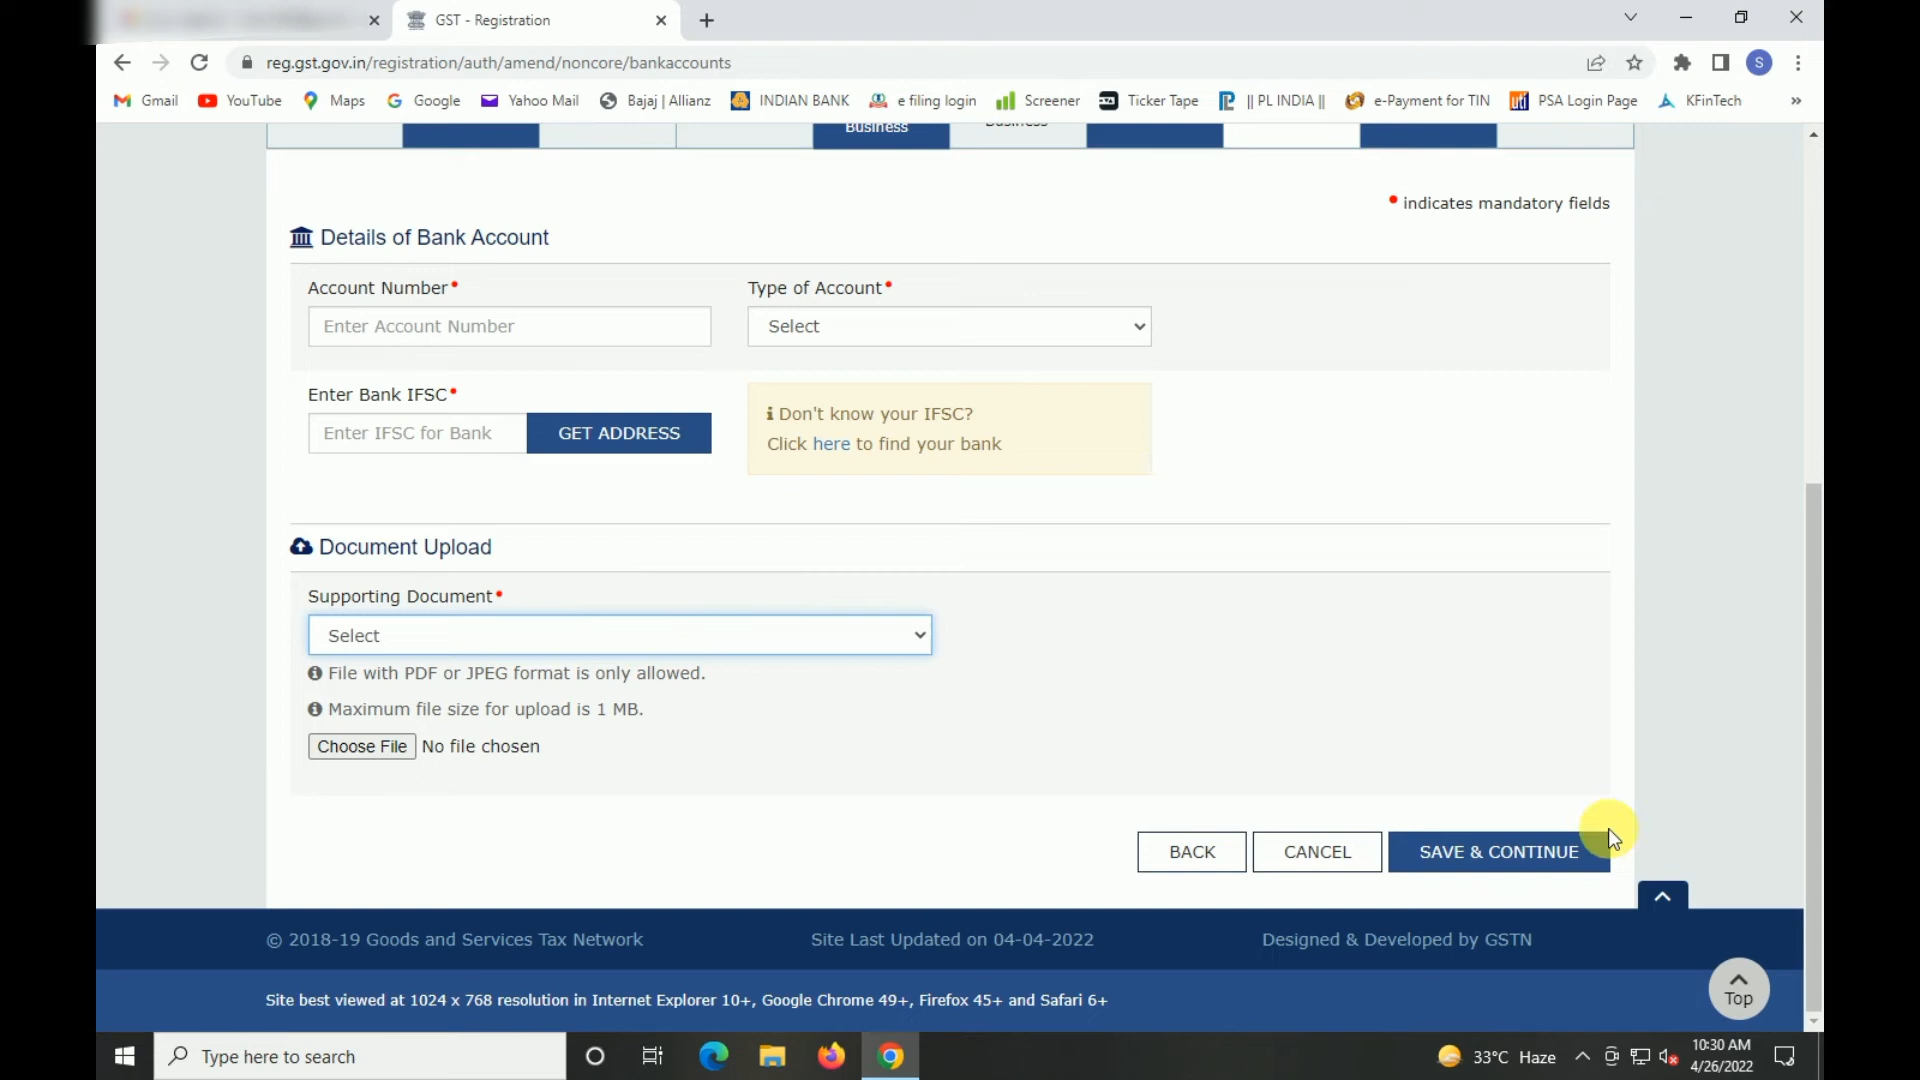 GST - Registration
reg.gst.gov.in/registration/auth/amend/noncore/bankaccounts
S
Gmail YouTube Maps Google Yahoo Mail Bajaj | Allianz INDIAN BANK e filing login Screener Ticker Tape || PL INDIA || e-Payment for TIN PSA Login Page KFinTech »
Business
• indicates mandatory fields
Details of Bank Account
Account Number• Type of Account•
Enter Account Number Select
Enter Bank IFSC•
Enter IFSC for Bank GET ADDRESS
Don't know your IFSC?
Click here to find your bank
Document Upload
Supporting Document•
Select
File with PDF or JPEG format is only allowed.
Maximum file size for upload is 1 MB.
Choose File No file chosen
BACK CANCEL SAVE & CONTINUE
© 2018-19 Goods and Services Tax Network Site Last Updated on 04-04-2022 Designed & Developed by GSTN
Site best viewed at 1024 x 768 resolution in Internet Explorer 10+, Google Chrome 49+, Firefox 45+ and Safari 6+
Top
Type here to search
33°C Haze
10:30 AM
4/26/2022